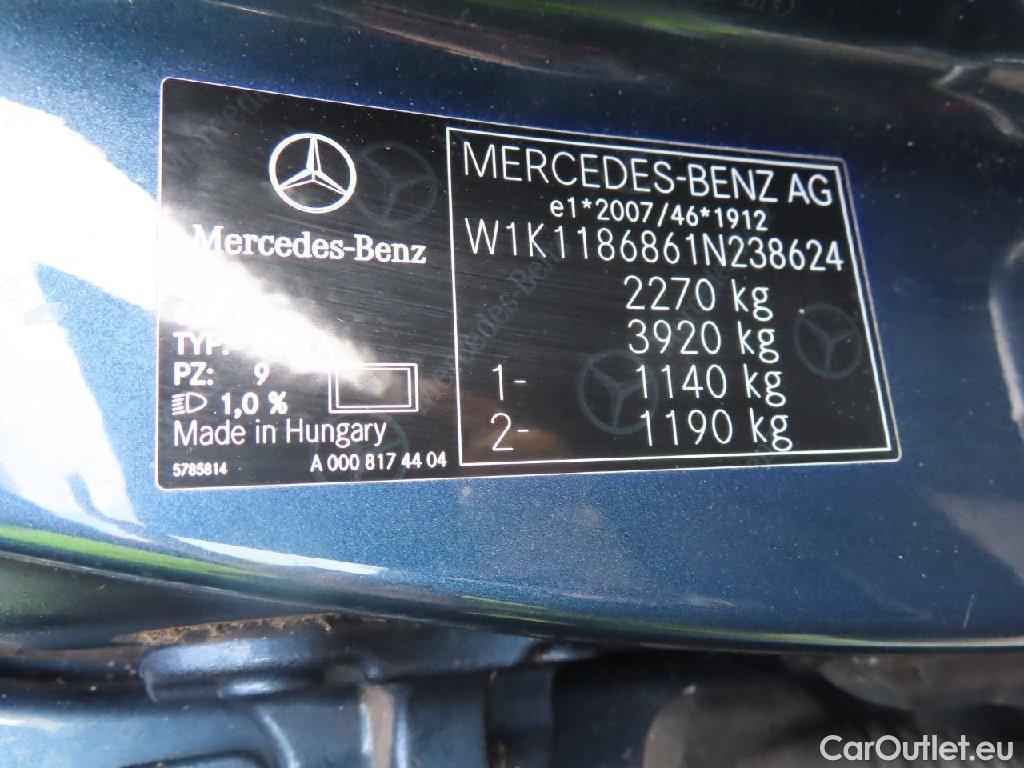 Mercedes-Benz
TYP:
PZ: 9
1,0 %
Made in Hungary
5785814 A 000 817 44 04
MERCEDES-BENZ AG
e1*2007/46*1912
W1K1186861N238624
2270 kg
3920 kg
1- 1140 kg
2- 1190 kg
CarOutlet.eu